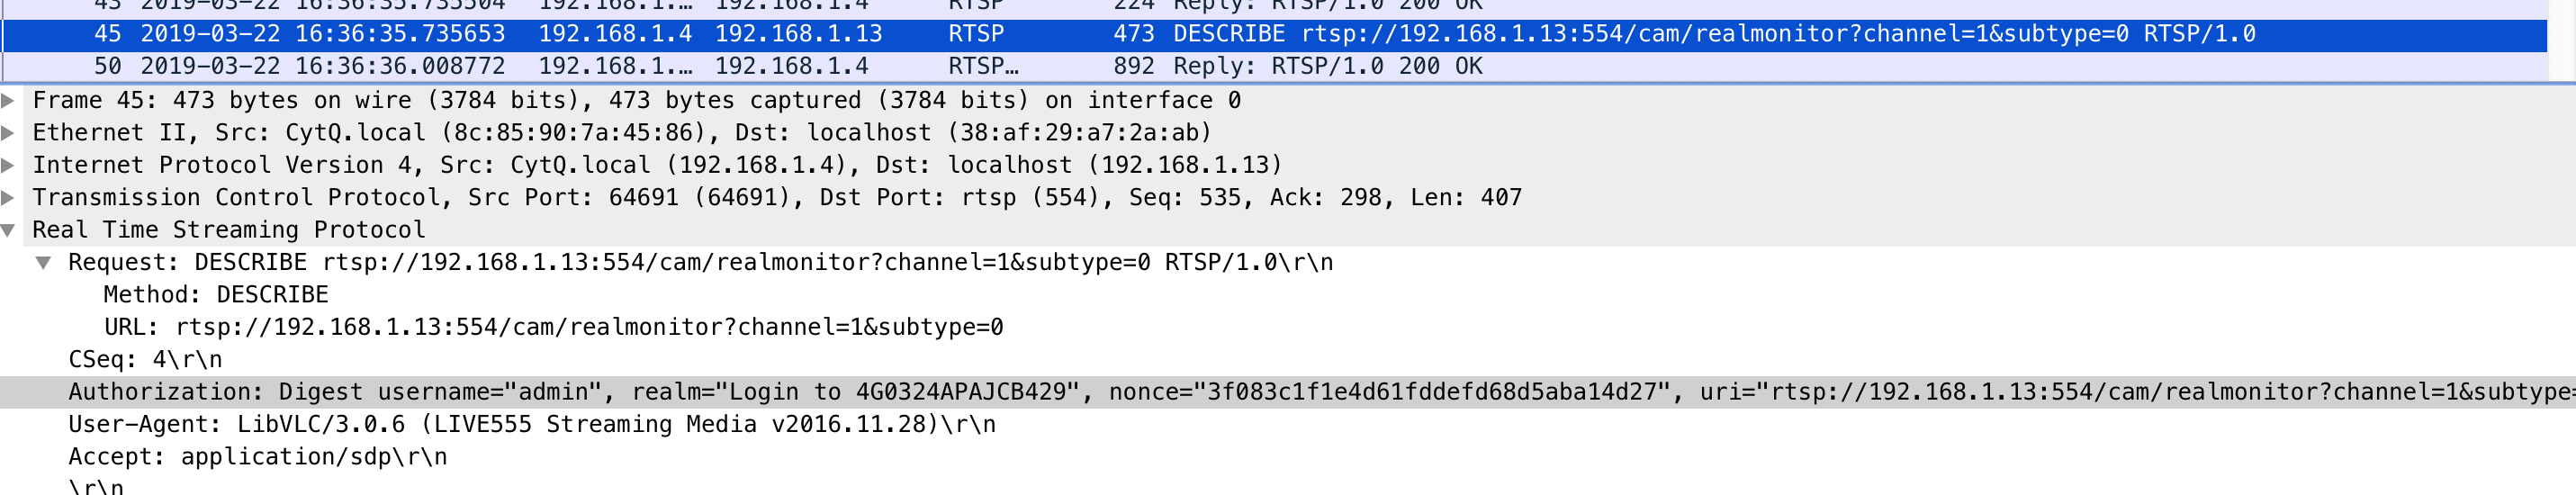 43 2019-03-22 16:36:35.735504 192.168.1.… 192.168.1.4 RTSP 224 Reply: RTSP/1.0 200 OK
45 2019-03-22 16:36:35.735653 192.168.1.4 192.168.1.13 RTSP 473 DESCRIBE rtsp://192.168.1.13:554/cam/realmonitor?channel=1&subtype=0 RTSP/1.0
50 2019-03-22 16:36:36.008772 192.168.1.… 192.168.1.4 RTSP… 892 Reply: RTSP/1.0 200 OK
Frame 45: 473 bytes on wire (3784 bits), 473 bytes captured (3784 bits) on interface 0
Ethernet II, Src: CytQ.local (8c:85:90:7a:45:86), Dst: localhost (38:af:29:a7:2a:ab)
Internet Protocol Version 4, Src: CytQ.local (192.168.1.4), Dst: localhost (192.168.1.13)
Transmission Control Protocol, Src Port: 64691 (64691), Dst Port: rtsp (554), Seq: 535, Ack: 298, Len: 407
Real Time Streaming Protocol
Request: DESCRIBE rtsp://192.168.1.13:554/cam/realmonitor?channel=1&subtype=0 RTSP/1.0\r\n
Method: DESCRIBE
URL: rtsp://192.168.1.13:554/cam/realmonitor?channel=1&subtype=0
CSeq: 4\r\n
Authorization: Digest username="admin", realm="Login to 4G0324APAJCB429", nonce="3f083c1f1e4d61fddefd68d5aba14d27", uri="rtsp://192.168.1.13:554/cam/realmonitor?channel=1&subtype=
User-Agent: LibVLC/3.0.6 (LIVE555 Streaming Media v2016.11.28)\r\n
Accept: application/sdp\r\n
\r\n